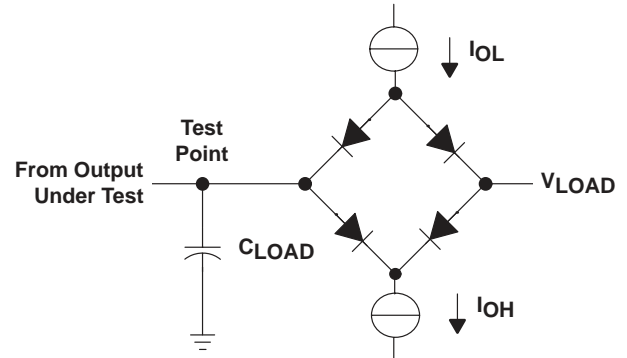 IOL
Test
Point
From Output
Under Test
VLOAD
CLOAD
IOH